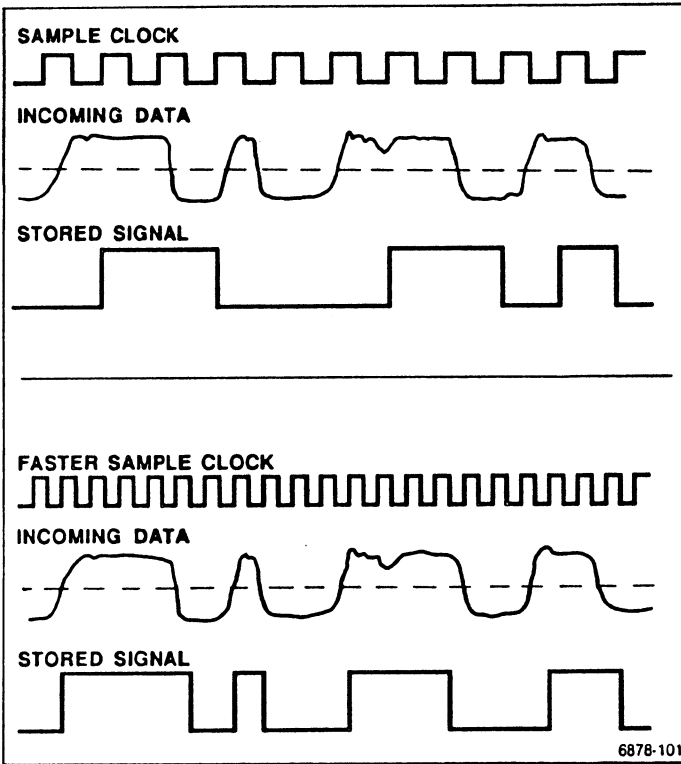 SAMPLE CLOCK
INCOMING DATA
STORED SIGNAL
FASTER SAMPLE CLOCK
INCOMING DATA
STORED SIGNAL
6878-101